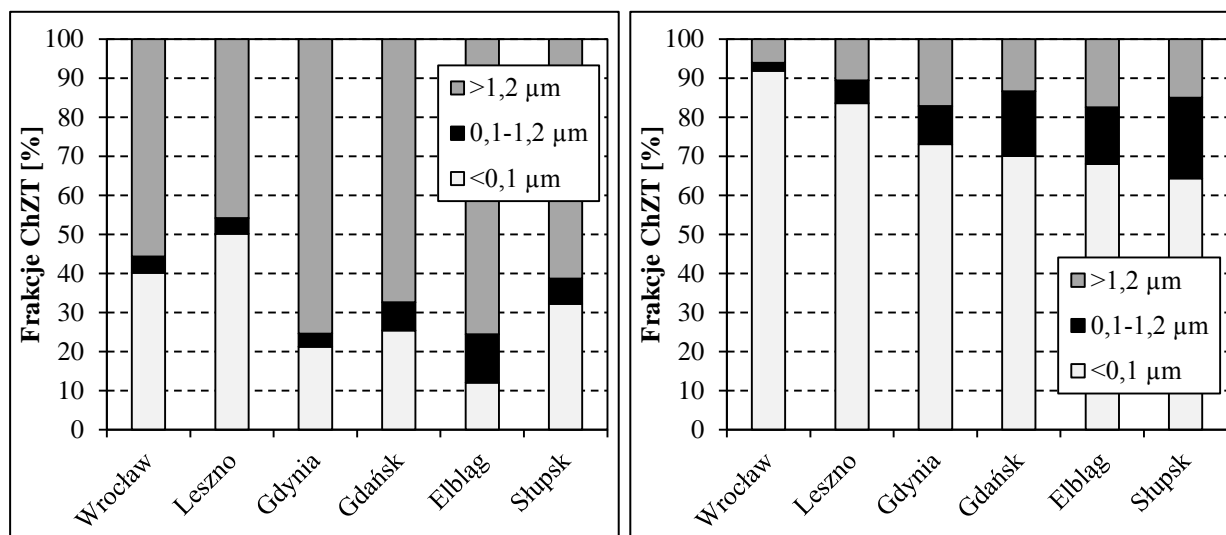 Frakcje ChZT [%]
100
90
80
70
60
50
40
30
20
10
0
>1,2 µm
0,1-1,2 µm
<0,1 µm
Wrocław
Leszno
Gdynia
Gdańsk
Elbląg
Słupsk
Frakcje ChZT [%]
100
90
80
70
60
50
40
30
20
10
0
>1,2 µm
0,1-1,2 µm
<0,1 µm
Wrocław
Leszno
Gdynia
Gdańsk
Elbląg
Słupsk